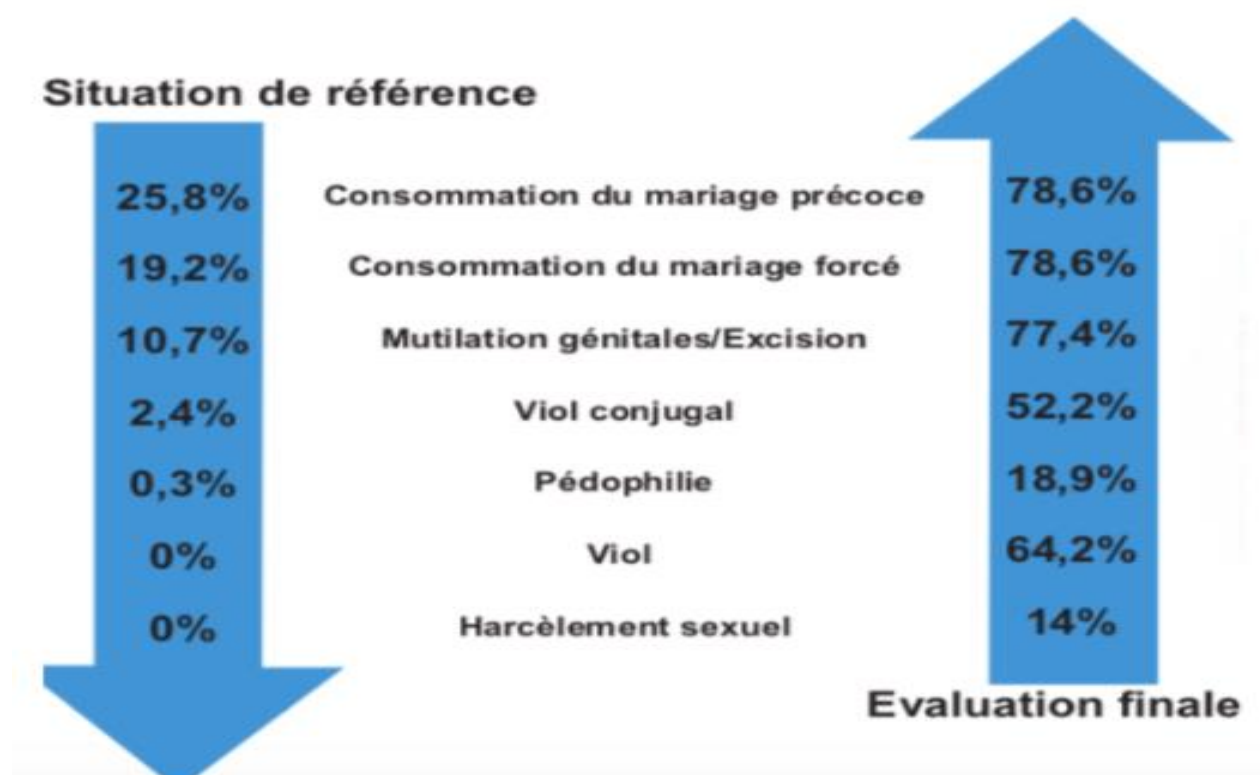 Situation de référence
25,8% Consommation du mariage précoce 78,6%
19,2% Consommation du mariage forcé 78,6%
10,7% Mutilation génitales/Excision 77,4%
2,4% Viol conjugal 52,2%
0,3% Pédophilie 18,9%
0% Viol 64,2%
0% Harcèlement sexuel 14%
Evaluation finale